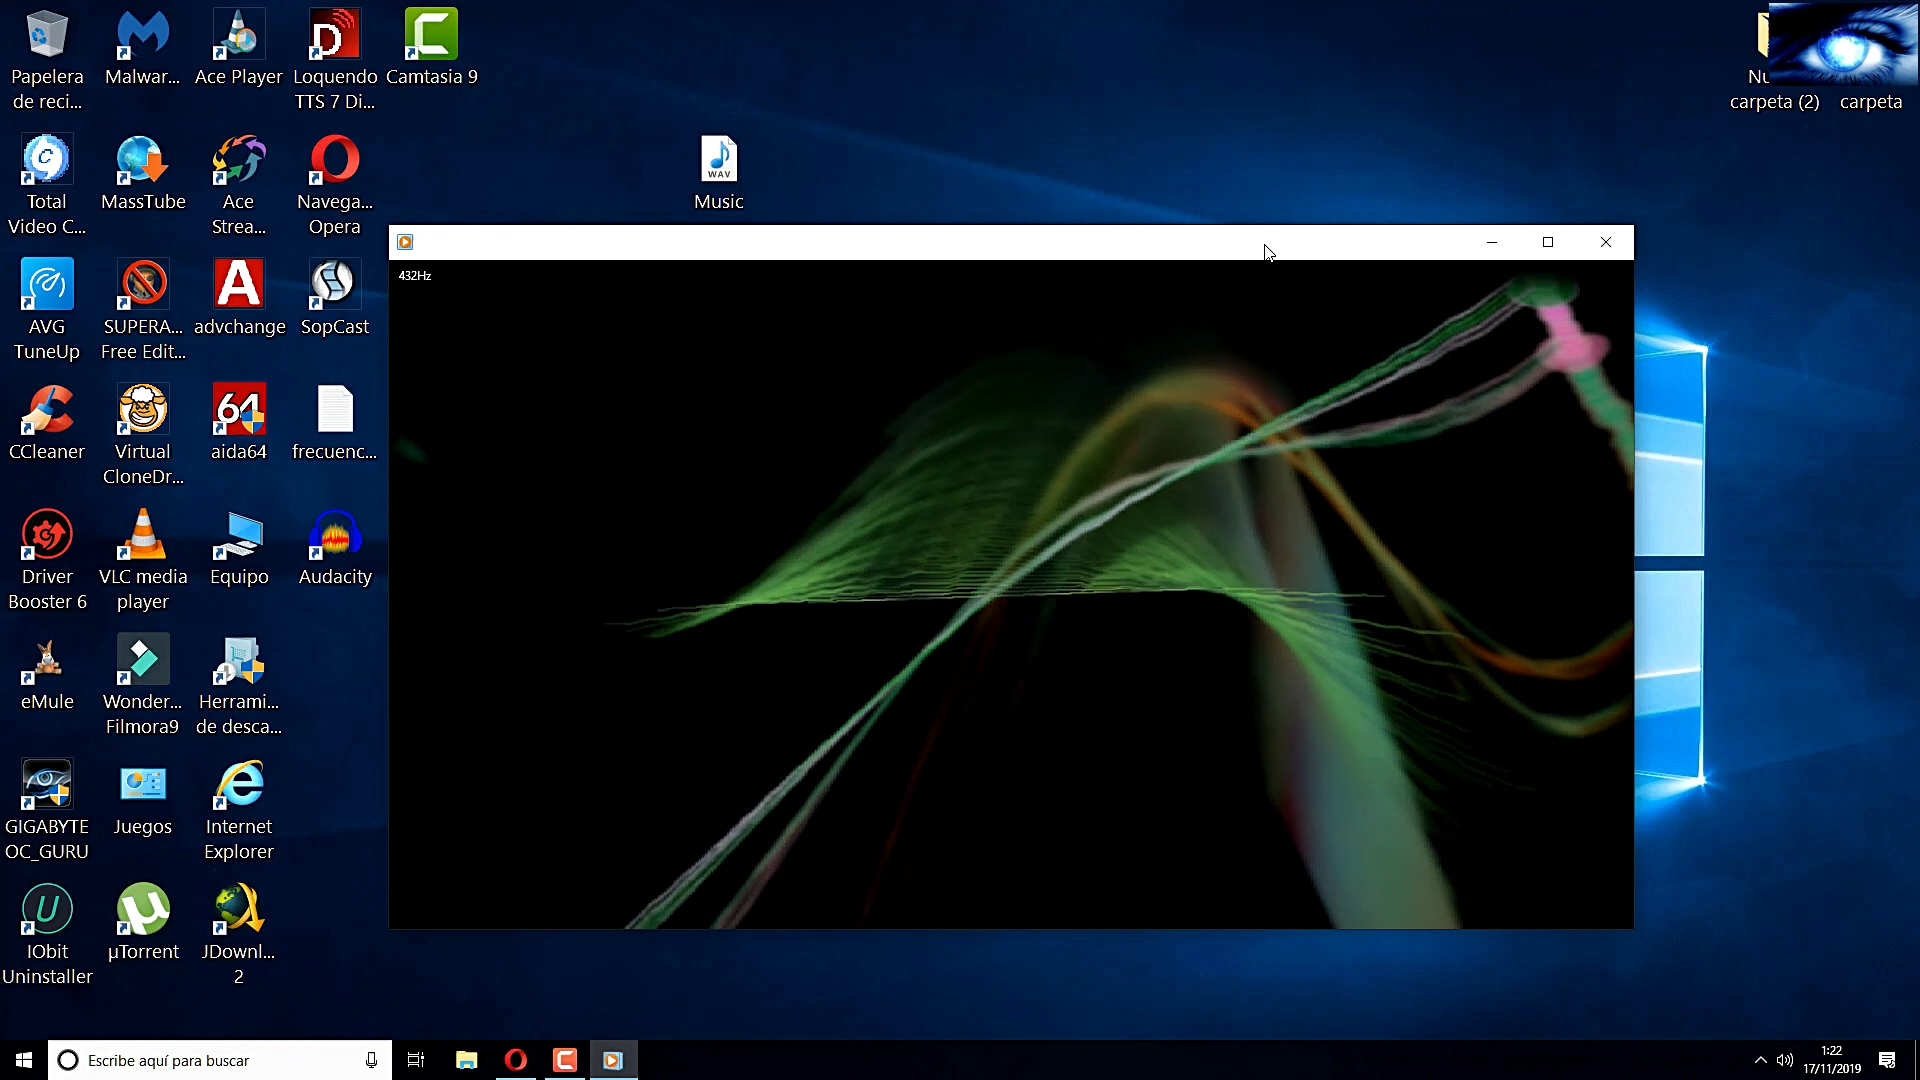 Papelera
de reci...
Malwar...
Ace Player
Loquendo
TTS 7 Di...
Camtasia 9
Nu
carpeta (2)
carpeta
Total
Video C...
MassTube
Ace
Strea...
Navega...
Opera
WAV
Music
432Hz
AVG
TuneUp
SUPERA...
Free Edit...
advchange
SopCast
CCleaner
Virtual
CloneDr...
64
aida64
frecuenc...
Driver
Booster 6
VLC media
player
Equipo
Audacity
eMule
Wonder...
Filmora9
Herrami...
de desca...
GIGABYTE
OC_GURU
Juegos
Internet
Explorer
IObit
Uninstaller
µTorrent
JDownl...
2
Escribe aquí para buscar
1:22
17/11/2019